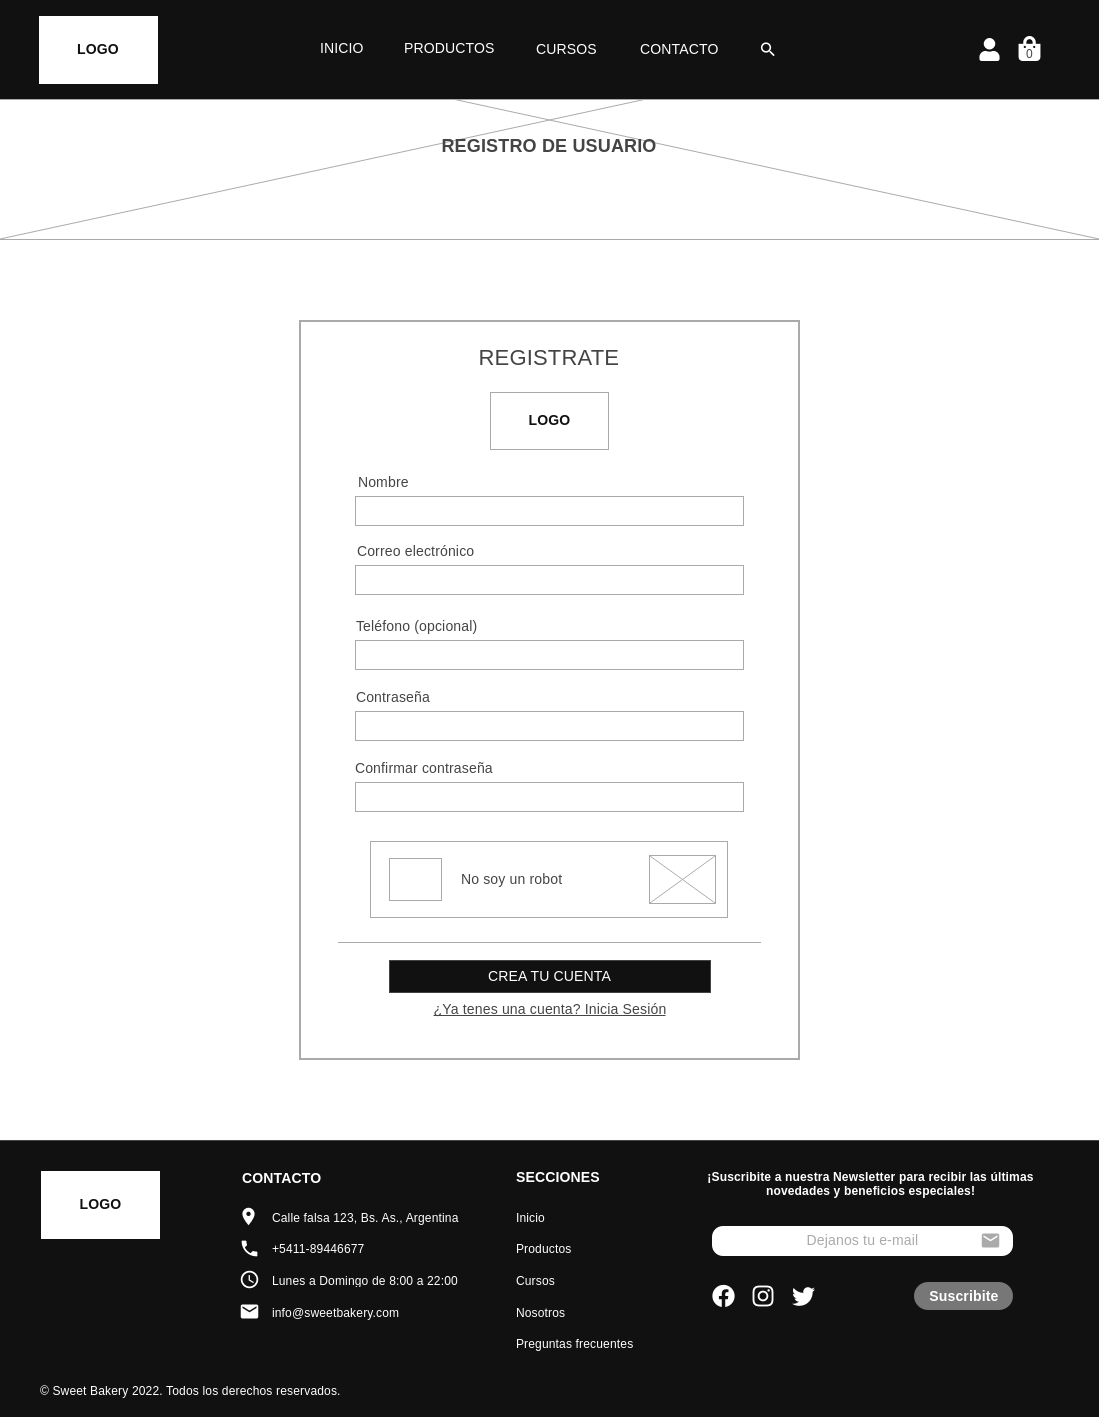 LOGO
INICIO PRODUCTOS CURSOS CONTACTO
0
REGISTRO DE USUARIO
REGISTRATE
LOGO
Nombre
Correo electrónico
Teléfono (opcional)
Contraseña
Confirmar contraseña
No soy un robot
CREA TU CUENTA
¿Ya tenes una cuenta? Inicia Sesión
LOGO
CONTACTO
Calle falsa 123, Bs. As., Argentina
+5411-89446677
Lunes a Domingo de 8:00 a 22:00
info@sweetbakery.com
SECCIONES
Inicio
Productos
Cursos
Nosotros
Preguntas frecuentes
¡Suscribite a nuestra Newsletter para recibir las últimas
novedades y beneficios especiales!
Dejanos tu e-mail
Suscribite
© Sweet Bakery 2022. Todos los derechos reservados.